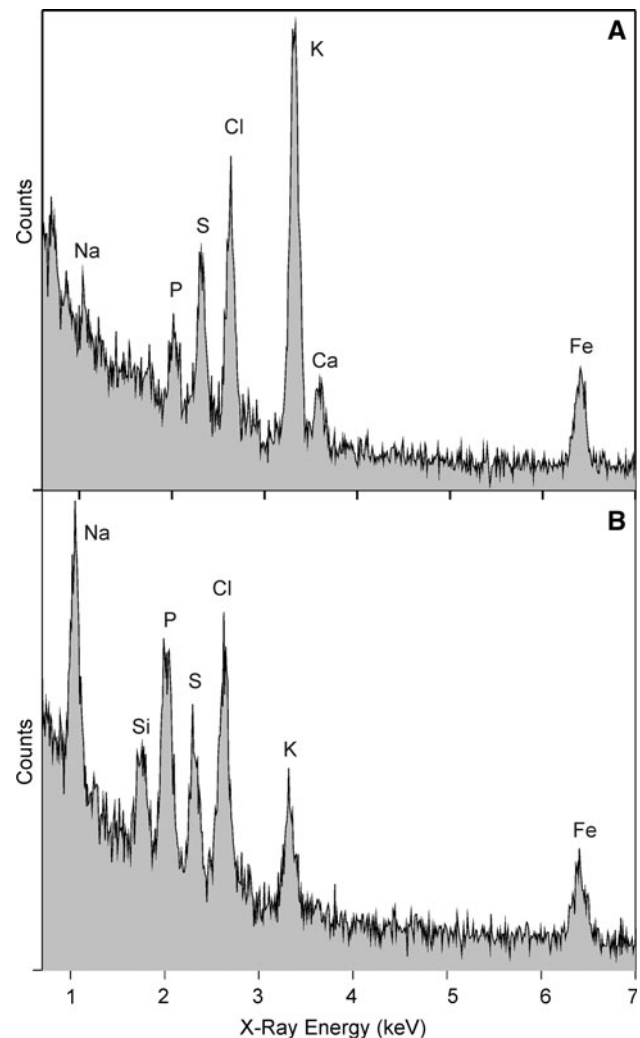 A
K
Cl
S
Na
P
Ca
Fe
Counts
B
Na
Cl
P
S
Si
K
Fe
Counts
1 2 3 4 5 6 7
X-Ray Energy (keV)